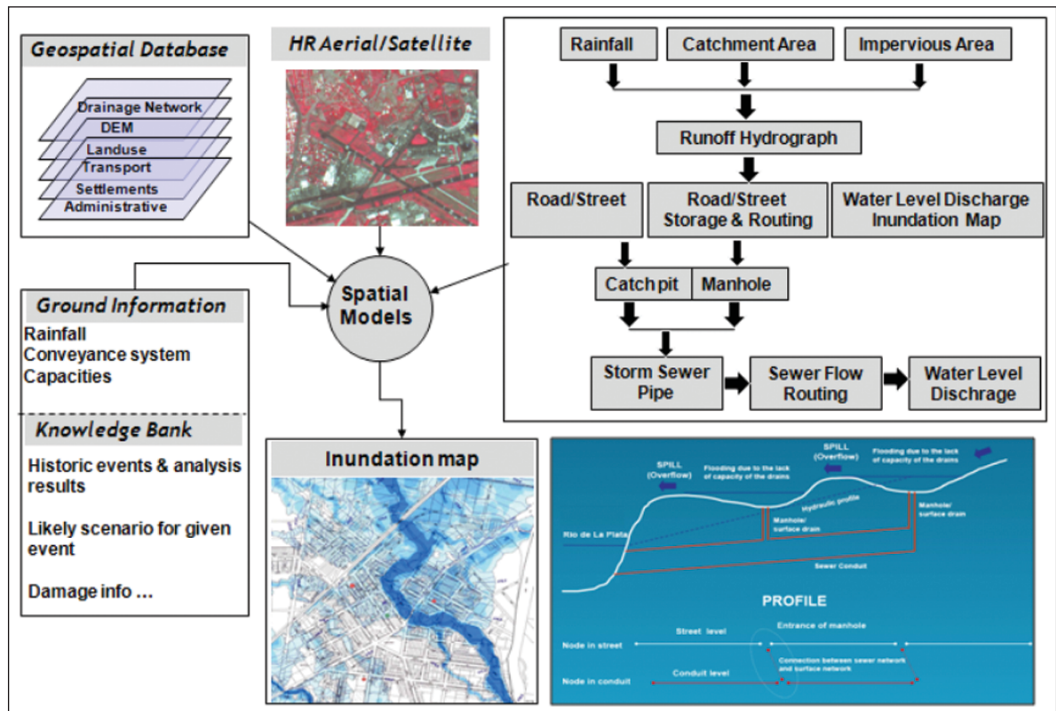 Geospatial Database
Drainage Network
DEM
Landuse
Transport
Settlements
Administrative
HR Aerial/Satellite
Rainfall
Catchment Area
Impervious Area
Runoff Hydrograph
Road/Street
Road/Street
Storage & Routing
Water Level Discharge
Inundation Map
Catch pit
Manhole
Storm Sewer
Pipe
Sewer Flow
Routing
Water Level
Dischrage
Spatial
Models
Ground Information
Rainfall
Conveyance system
Capacities
Knowledge Bank
Historic events & analysis
results
Likely scenario for given
event
Damage info ...
Inundation map
SPILL
(Overflow)
Flooding due to the lack
of capacity of the drains
SPILL
(Overflow)
Flooding due to the lack
of capacity of the drains
Hydraulic profile
Manhole/
surface drain
Manhole/
surface drain
Rio de La Plata
Sewer Conduit
PROFILE
Node in street
Street level
Entrance of manhole
Connection between sewer network
and surface network
Node in conduit
Conduit level